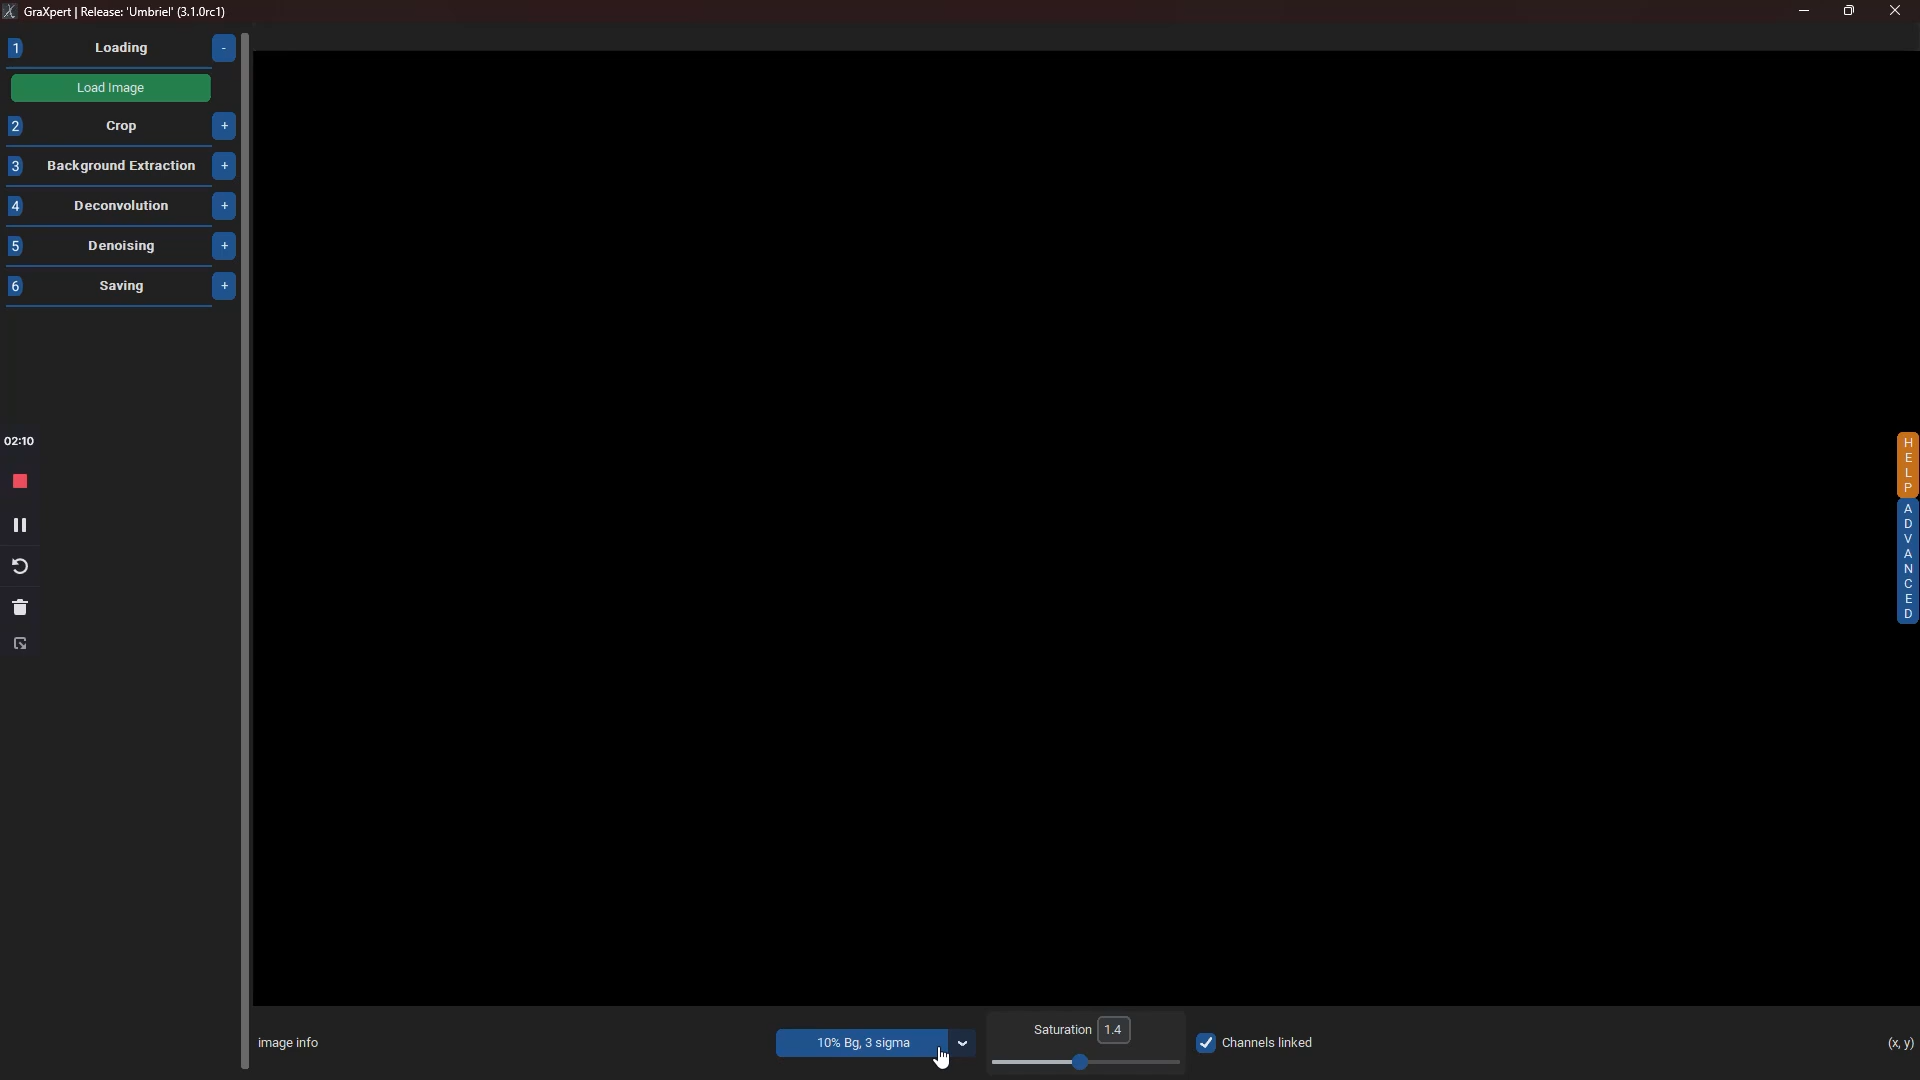 GraXpert | Release: 'Umbriel' (3.1.0rc1)
1 Loading -
Load Image
2 Crop +
3 Background Extraction +
4 Deconvolution +
5 Denoising +
6 Saving +
02:10
HELP
ADVANCED
image info
10% Bg, 3 sigma
Saturation 1.4
Channels linked
(x, y)